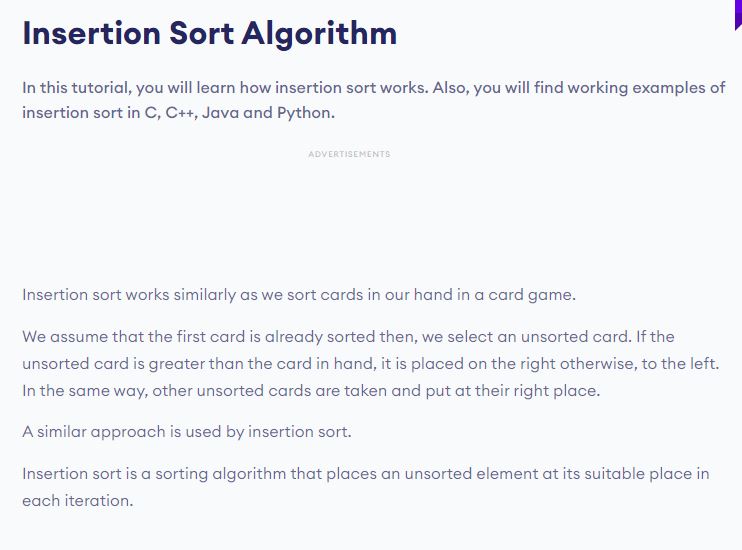 Insertion Sort Algorithm
In this tutorial, you will learn how insertion sort works. Also, you will find working examples of
insertion sort in C, C++, Java and Python.
ADVERTISEMENTS
Insertion sort works similarly as we sort cards in our hand in a card game.
We assume that the first card is already sorted then, we select an unsorted card. If the
unsorted card is greater than the card in hand, it is placed on the right otherwise, to the left.
In the same way, other unsorted cards are taken and put at their right place.
A similar approach is used by insertion sort.
Insertion sort is a sorting algorithm that places an unsorted element at its suitable place in
each iteration.